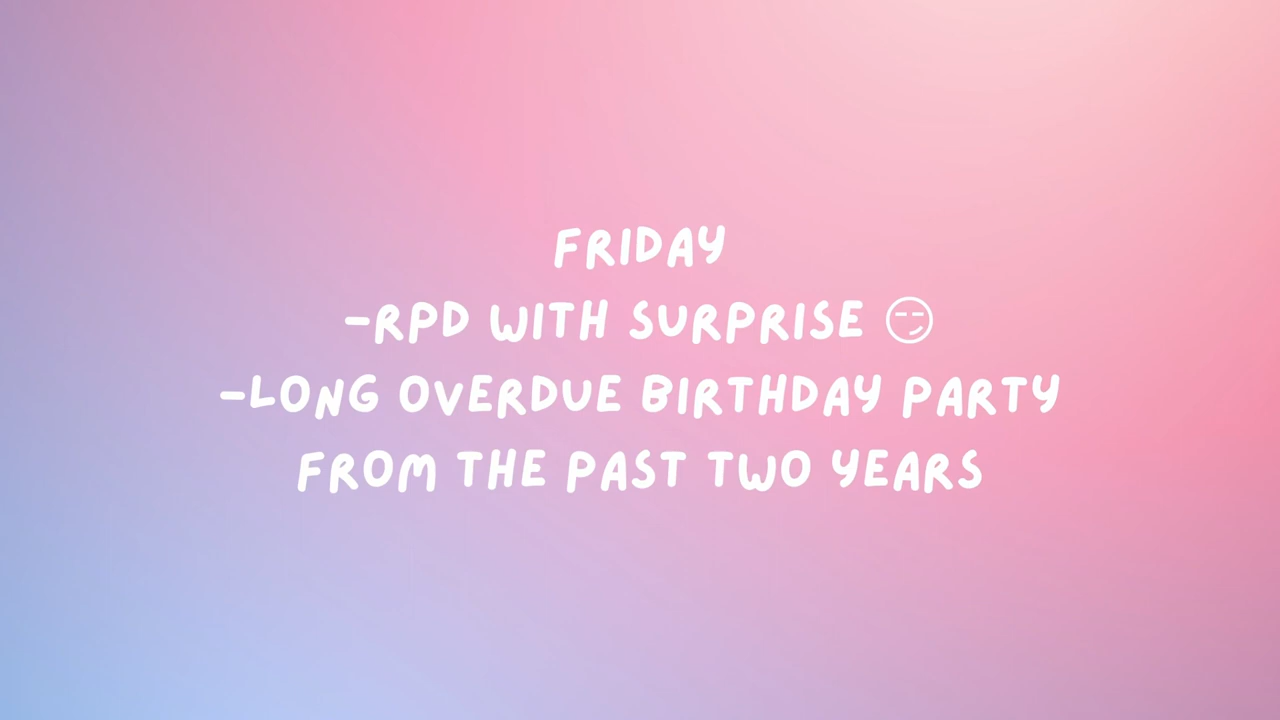 FRIDAY
-RPD WITH SURPRISE 😏
-LONG OVERDUE BIRTHDAY PARTY
FROM THE PAST TWO YEARS